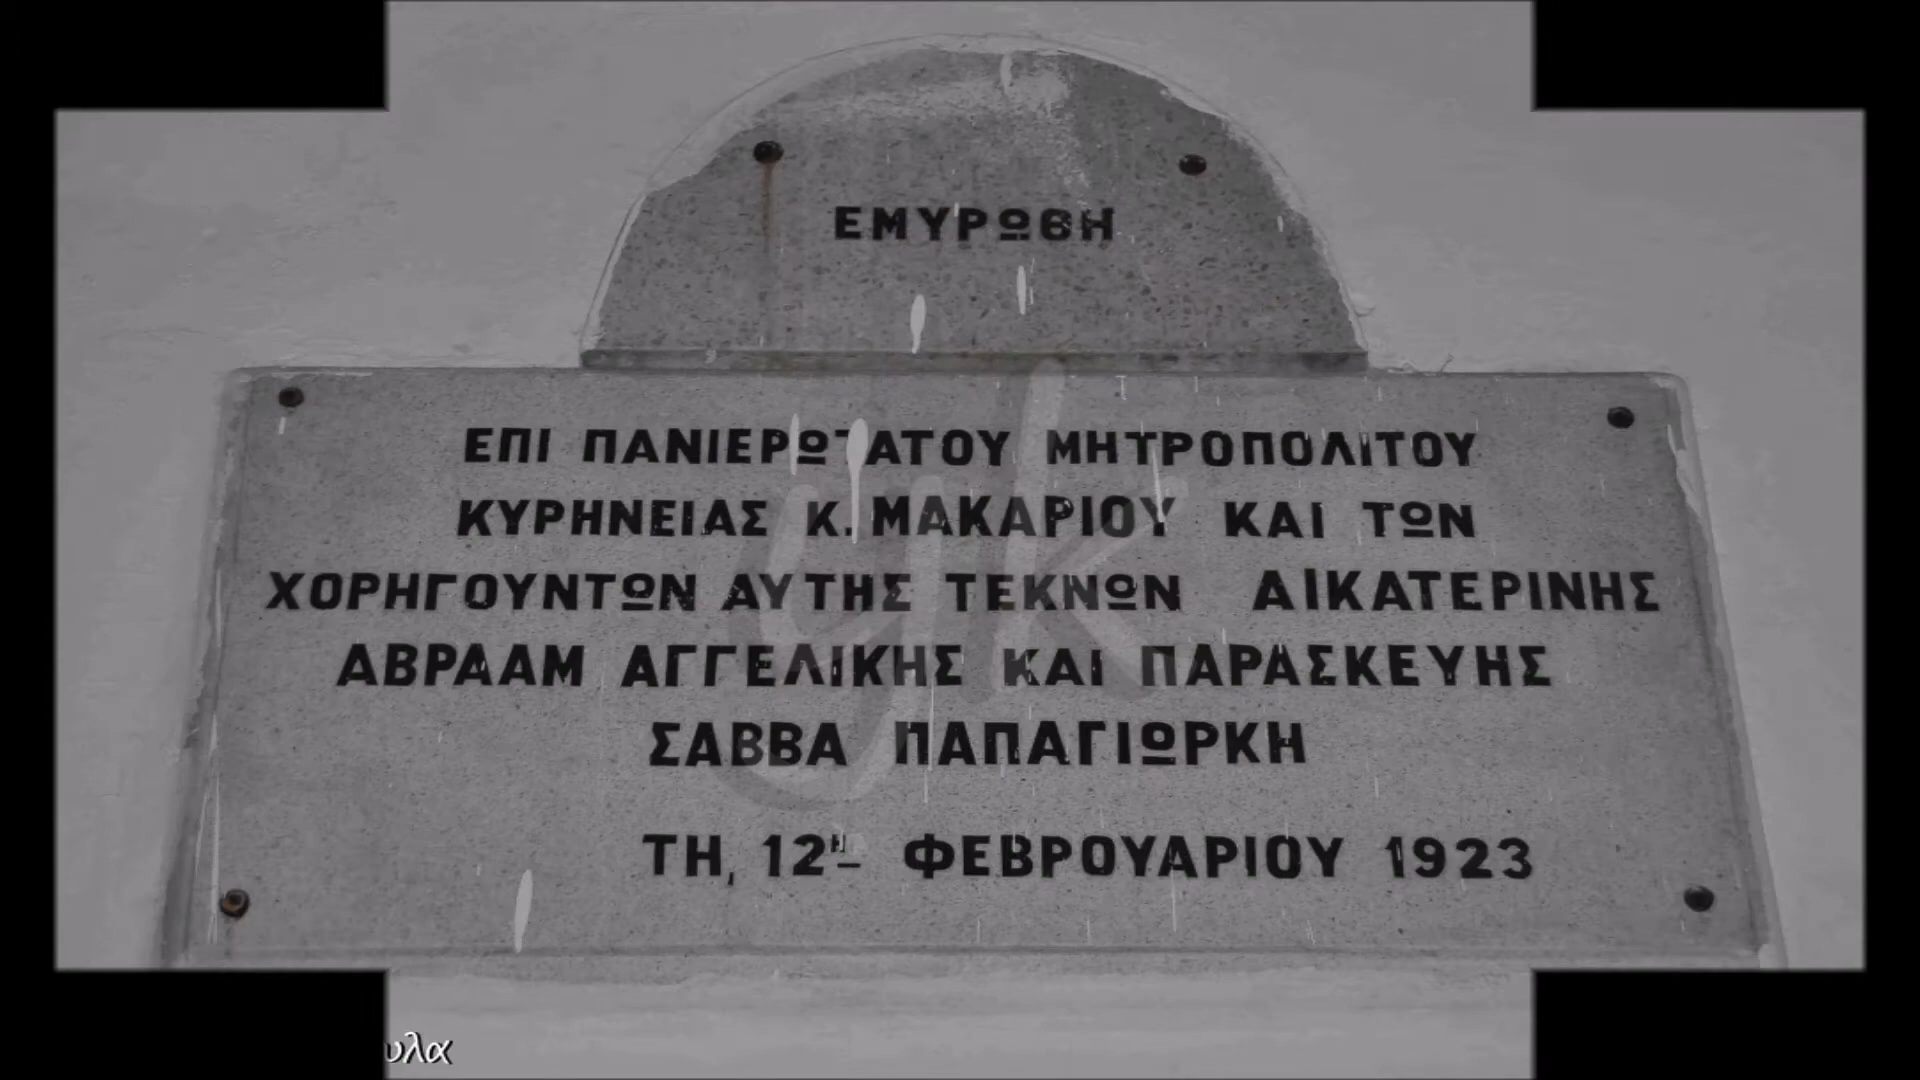 ΕΜΥΡΩΘΗ
ΕΠΙ ΠΑΝΙΕΡΩΤΑΤΟΥ ΜΗΤΡΟΠΟΛΙΤΟΥ
ΚΥΡΗΝΕΙΑΣ Κ. ΜΑΚΑΡΙΟΥ ΚΑΙ ΤΩΝ
ΧΟΡΗΓΟΥΝΤΩΝ ΑΥΤΗΣ ΤΕΚΝΩΝ ΑΙΚΑΤΕΡΙΝΗΣ
ΑΒΡΑΑΜ ΑΓΓΕΛΙΚΗΣ ΚΑΙ ΠΑΡΑΣΚΕΥΗΣ
ΣΑΒΒΑ ΠΑΠΑΓΙΩΡΚΗ
ΤΗ, 12Η ΦΕΒΡΟΥΑΡΙΟΥ 1923
yk